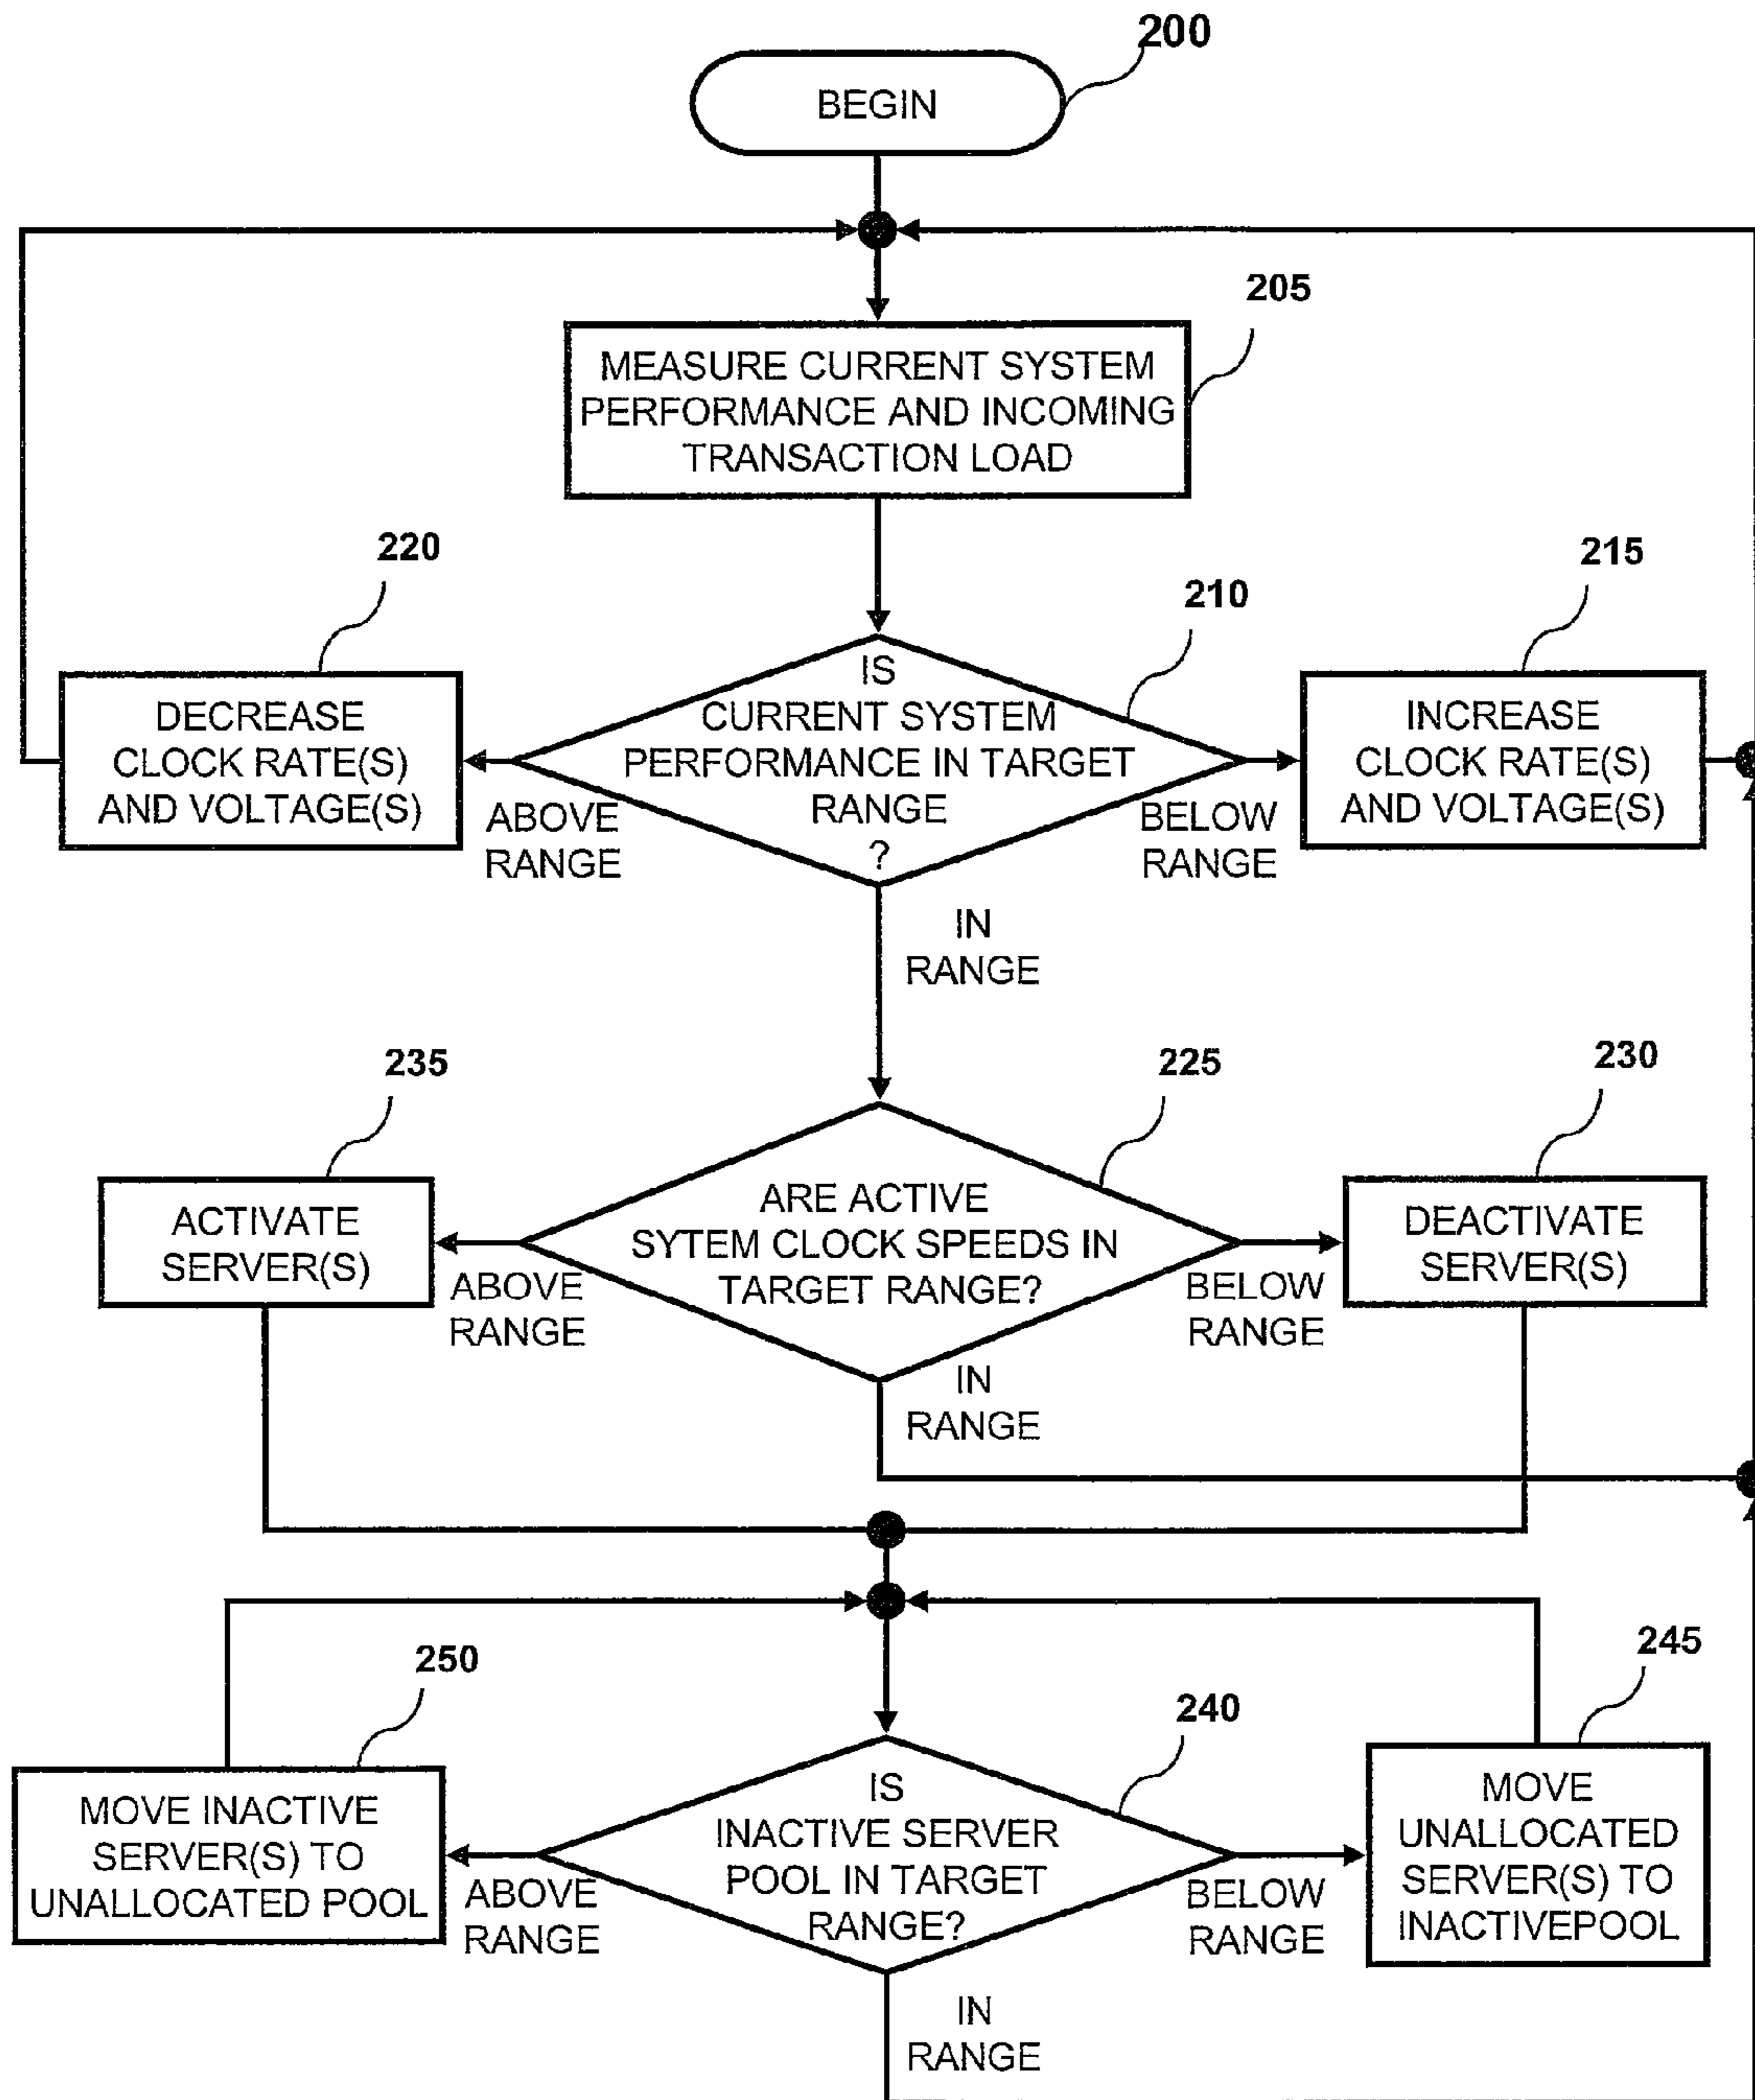 200
BEGIN
205
MEASURE CURRENT SYSTEM
PERFORMANCE AND INCOMING
TRANSACTION LOAD
220
215
210
DECREASE
CLOCK RATE(S)
AND VOLTAGE(S)
IS
CURRENT SYSTEM
PERFORMANCE IN TARGET
RANGE
?
INCREASE
CLOCK RATE(S)
AND VOLTAGE(S)
ABOVE
RANGE
BELOW
RANGE
IN
RANGE
235
225
230
ACTIVATE
SERVER(S)
ARE ACTIVE
SYTEM CLOCK SPEEDS IN
TARGET RANGE?
DEACTIVATE
SERVER(S)
ABOVE
RANGE
BELOW
RANGE
IN
RANGE
250
240
245
MOVE INACTIVE
SERVER(S) TO
UNALLOCATED POOL
IS
INACTIVE SERVER
POOL IN TARGET
RANGE?
MOVE
UNALLOCATED
SERVER(S) TO
INACTIVEPOOL
ABOVE
RANGE
BELOW
RANGE
IN
RANGE